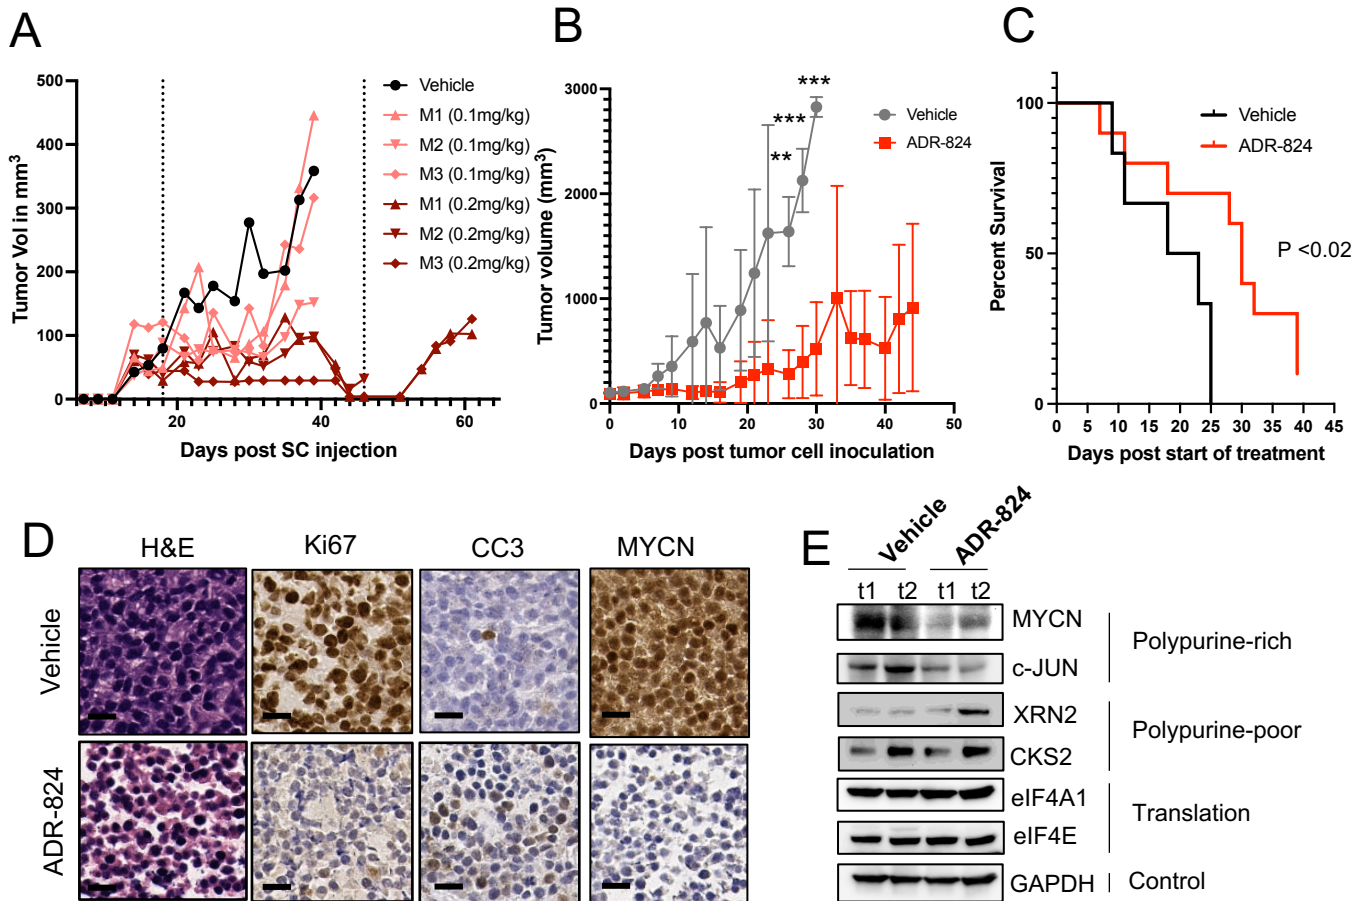 A
Tumor Vol in mm3
500
400
300
200
100
0
20
40
60
Days post SC injection
Vehicle
M1 (0.1mg/kg)
M2 (0.1mg/kg)
M3 (0.1mg/kg)
M1 (0.2mg/kg)
M2 (0.2mg/kg)
M3 (0.2mg/kg)
B
Tumor volume (mm3)
3000
2000
1000
0
0 10 20 30 40 50
Days post tumor cell inoculation
**
***
***
Vehicle
ADR-824
C
Percent Survival
100
50
0
0 5 10 15 20 25 30 35 40 45
Days post start of treatment
Vehicle
ADR-824
P <0.02
D
H&E Ki67 CC3 MYCN
Vehicle
ADR-824
E
Vehicle ADR-824
t1 t2 t1 t2
MYCN
c-JUN
Polypurine-rich
XRN2
CKS2
Polypurine-poor
eIF4A1
eIF4E
Translation
GAPDH
Control